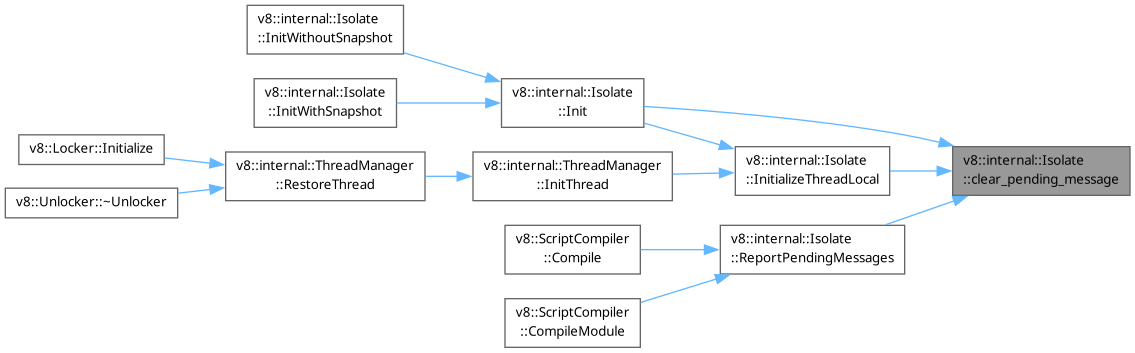 v8::internal::Isolate
::InitWithoutSnapshot
v8::internal::Isolate
::InitWithSnapshot
v8::internal::Isolate
::Init
v8::Locker::Initialize
v8::Unlocker::~Unlocker
v8::internal::ThreadManager
::RestoreThread
v8::internal::ThreadManager
::InitThread
v8::internal::Isolate
::InitializeThreadLocal
v8::internal::Isolate
::clear_pending_message
v8::ScriptCompiler
::Compile
v8::internal::Isolate
::ReportPendingMessages
v8::ScriptCompiler
::CompileModule